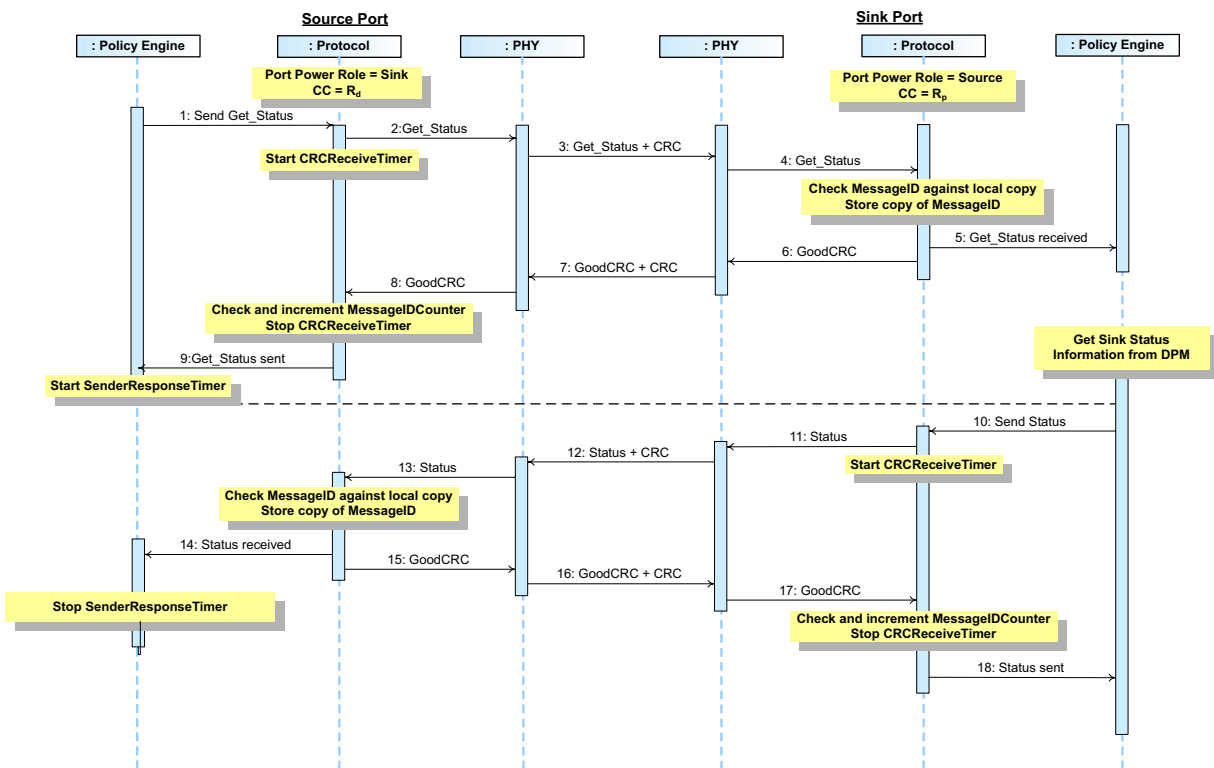 Source Port
Sink Port
: Policy Engine
: Protocol
: PHY
: PHY
: Protocol
: Policy Engine
Port Power Role = Sink
CC = Rd
Port Power Role = Source
CC = Rp
1: Send Get_Status
2:Get_Status
Start CRCReceiveTimer
3: Get_Status + CRC
4: Get_Status
Check MessageID against local copy
Store copy of MessageID
5: Get_Status received
6: GoodCRC
7: GoodCRC + CRC
8: GoodCRC
Check and increment MessageIDCounter
Stop CRCReceiveTimer
9:Get_Status sent
Start SenderResponseTimer
Get Sink Status
Information from DPM
10: Send Status
11: Status
Start CRCReceiveTimer
12: Status + CRC
13: Status
Check MessageID against local copy
Store copy of MessageID
14: Status received
15: GoodCRC
16: GoodCRC + CRC
17: GoodCRC
Stop SenderResponseTimer
Check and increment MessageIDCounter
Stop CRCReceiveTimer
18: Status sent